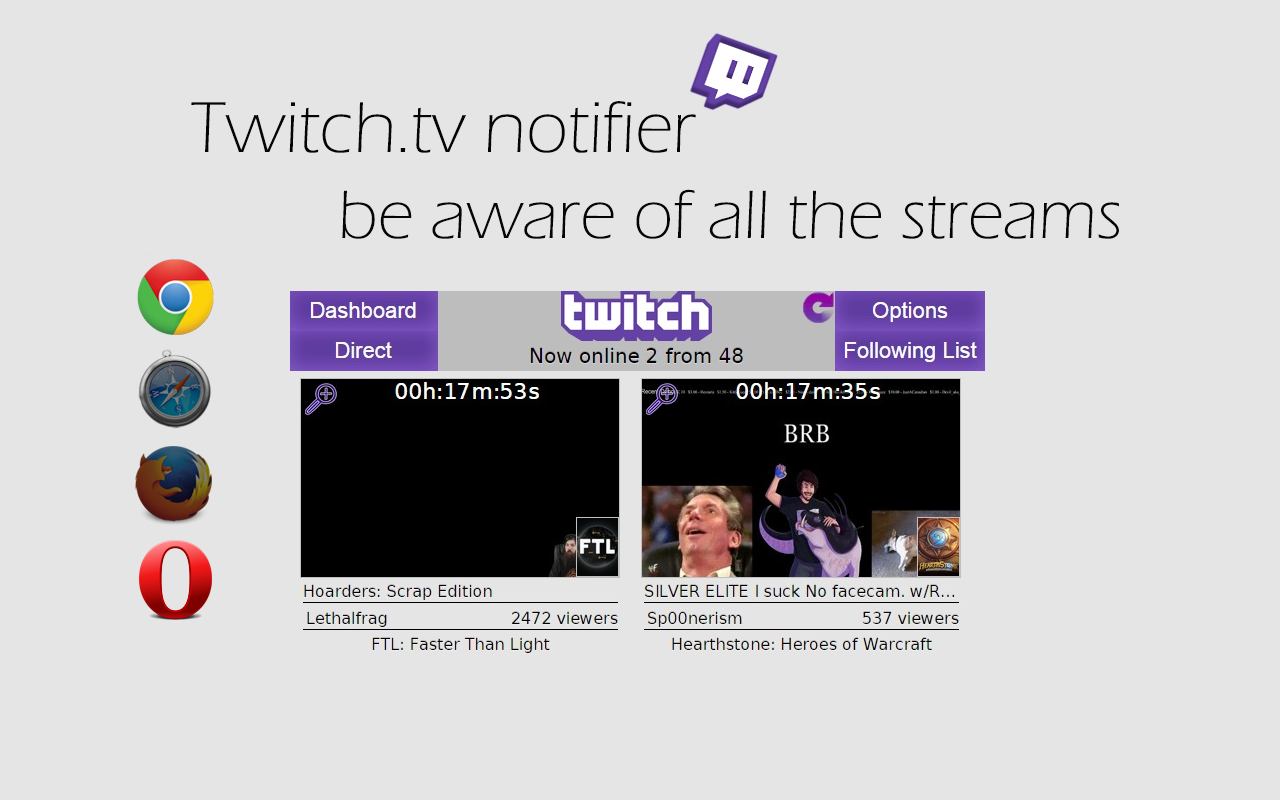 Twitch.tv notifier
be aware of all the streams
Dashboard
twitch
Options
Direct
Now online 2 from 48
Following List
00h:17m:53s
00h:17m:35s
BRB
FTL
Hoarders: Scrap Edition
SILVER ELITE I suck No facecam. w/R...
Lethalfrag
2472 viewers
Sp00nerism
537 viewers
FTL: Faster Than Light
Hearthstone: Heroes of Warcraft